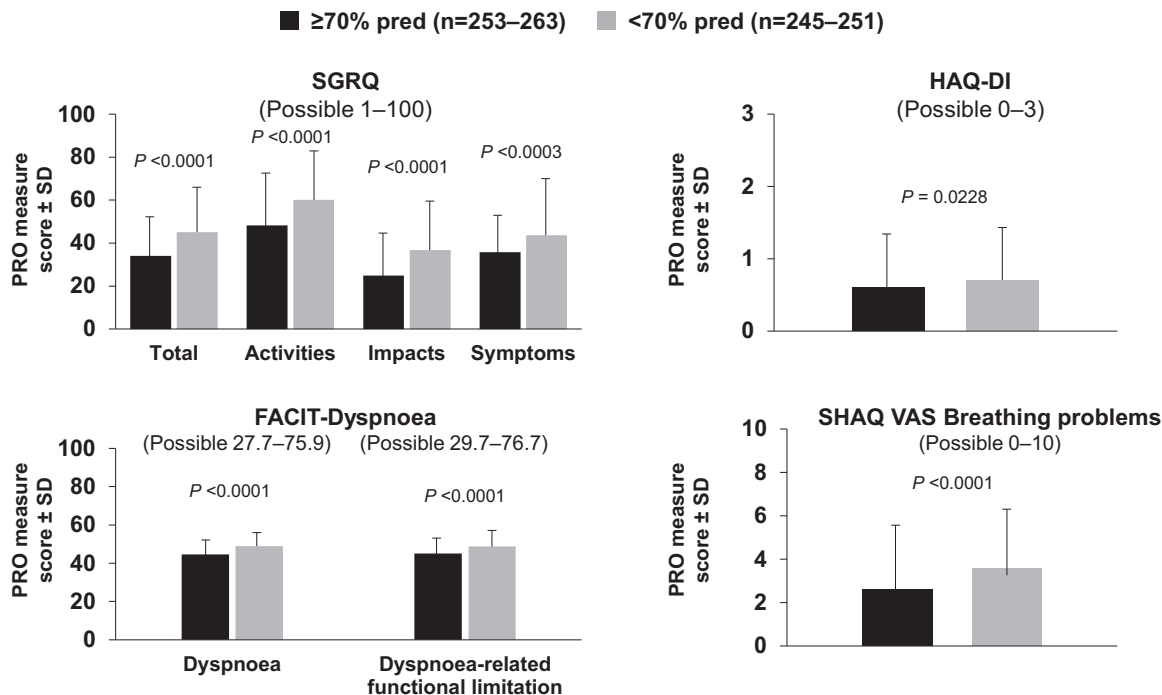 ≥70% pred (n=253–263) <70% pred (n=245–251)
SGRQ
(Possible 1–100)
PRO measure
score ± SD
100
80
60
40
20
0
P <0.0001
P <0.0001
P <0.0001
P <0.0003
Total Activities Impacts Symptoms
HAQ-DI
(Possible 0–3)
PRO measure
score ± SD
3
2
1
0
P = 0.0228
FACIT-Dyspnoea
(Possible 27.7–75.9) (Possible 29.7–76.7)
PRO measure
score ± SD
100
80
60
40
20
0
P <0.0001 P <0.0001
Dyspnoea Dyspnoea-related
functional limitation
SHAQ VAS Breathing problems
(Possible 0–10)
PRO measure
score ± SD
10
8
6
4
2
0
P <0.0001